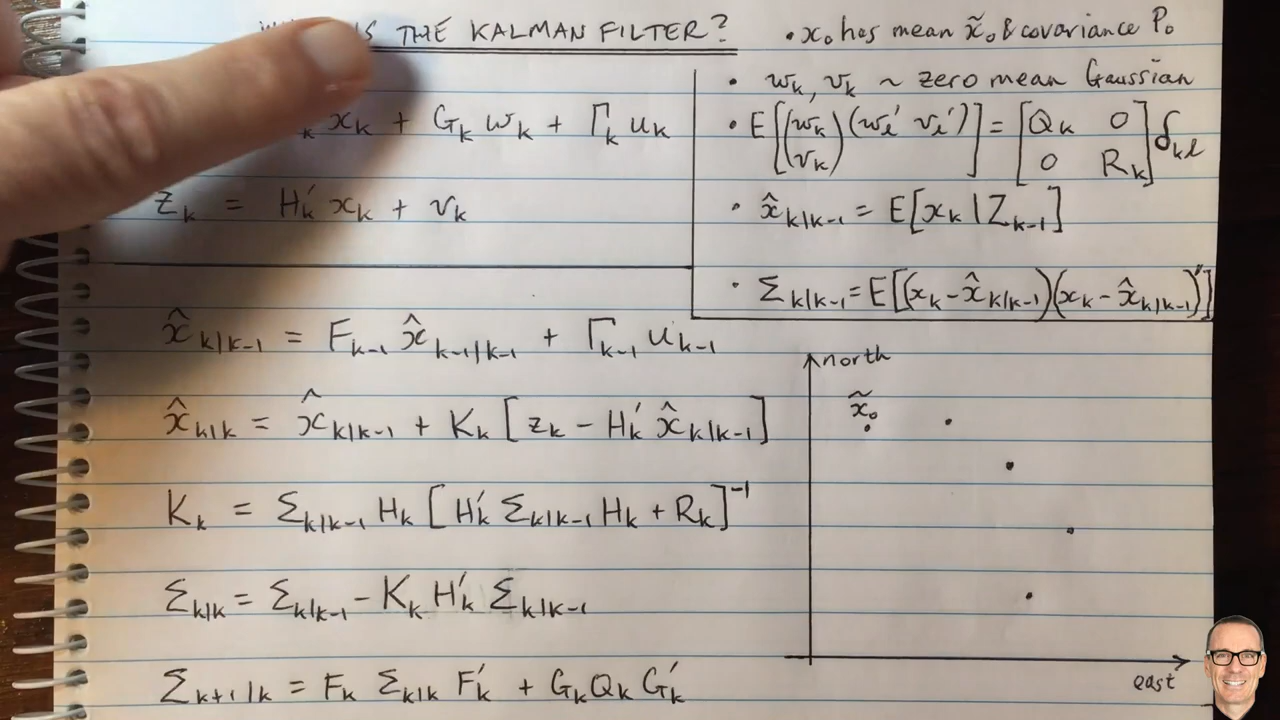 THE KALMAN FILTER?
x_k + G_k w_k + Γ_k u_k
z_k = H_k' x_k + v_k
• x_0 has mean x̃_0 & covariance P_0
• w_k, v_k ~ zero mean Gaussian
• E[(w_k v_k)(w_l' v_l')] = [Q_k 0 0 R_k] δ_kl
• x̂_k|k-1 = E[x_k | Z_k-1]
• Σ_k|k-1 = E[(x_k - x̂_k|k-1)(x_k - x̂_k|k-1)']
x̂_k|k-1 = F_k-1 x̂_k-1|k-1 + Γ_k-1 u_k-1
x̂_k|k = x̂_k|k-1 + K_k [z_k - H_k' x̂_k|k-1]
K_k = Σ_k|k-1 H_k [H_k' Σ_k|k-1 H_k + R_k]^-1
Σ_k|k = Σ_k|k-1 - K_k H_k' Σ_k|k-1
Σ_k+1|k = F_k Σ_k|k F_k' + G_k Q_k G_k'
north
x̃_0
east